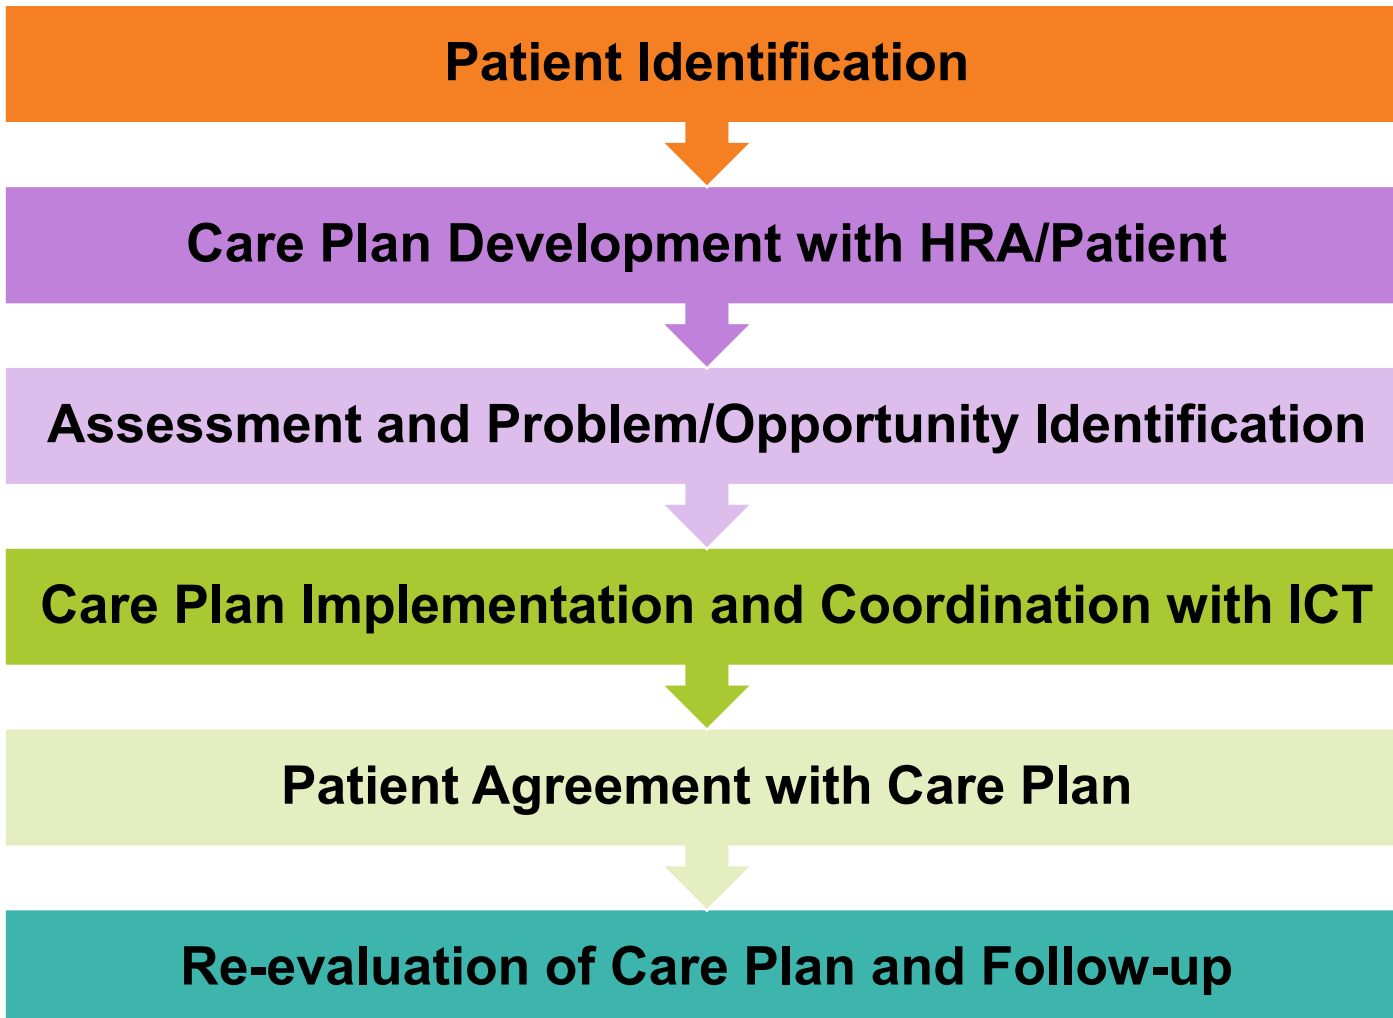 Patient Identification
Care Plan Development with HRA/Patient
Assessment and Problem/Opportunity Identification
Care Plan Implementation and Coordination with ICT
Patient Agreement with Care Plan
Re-evaluation of Care Plan and Follow-up